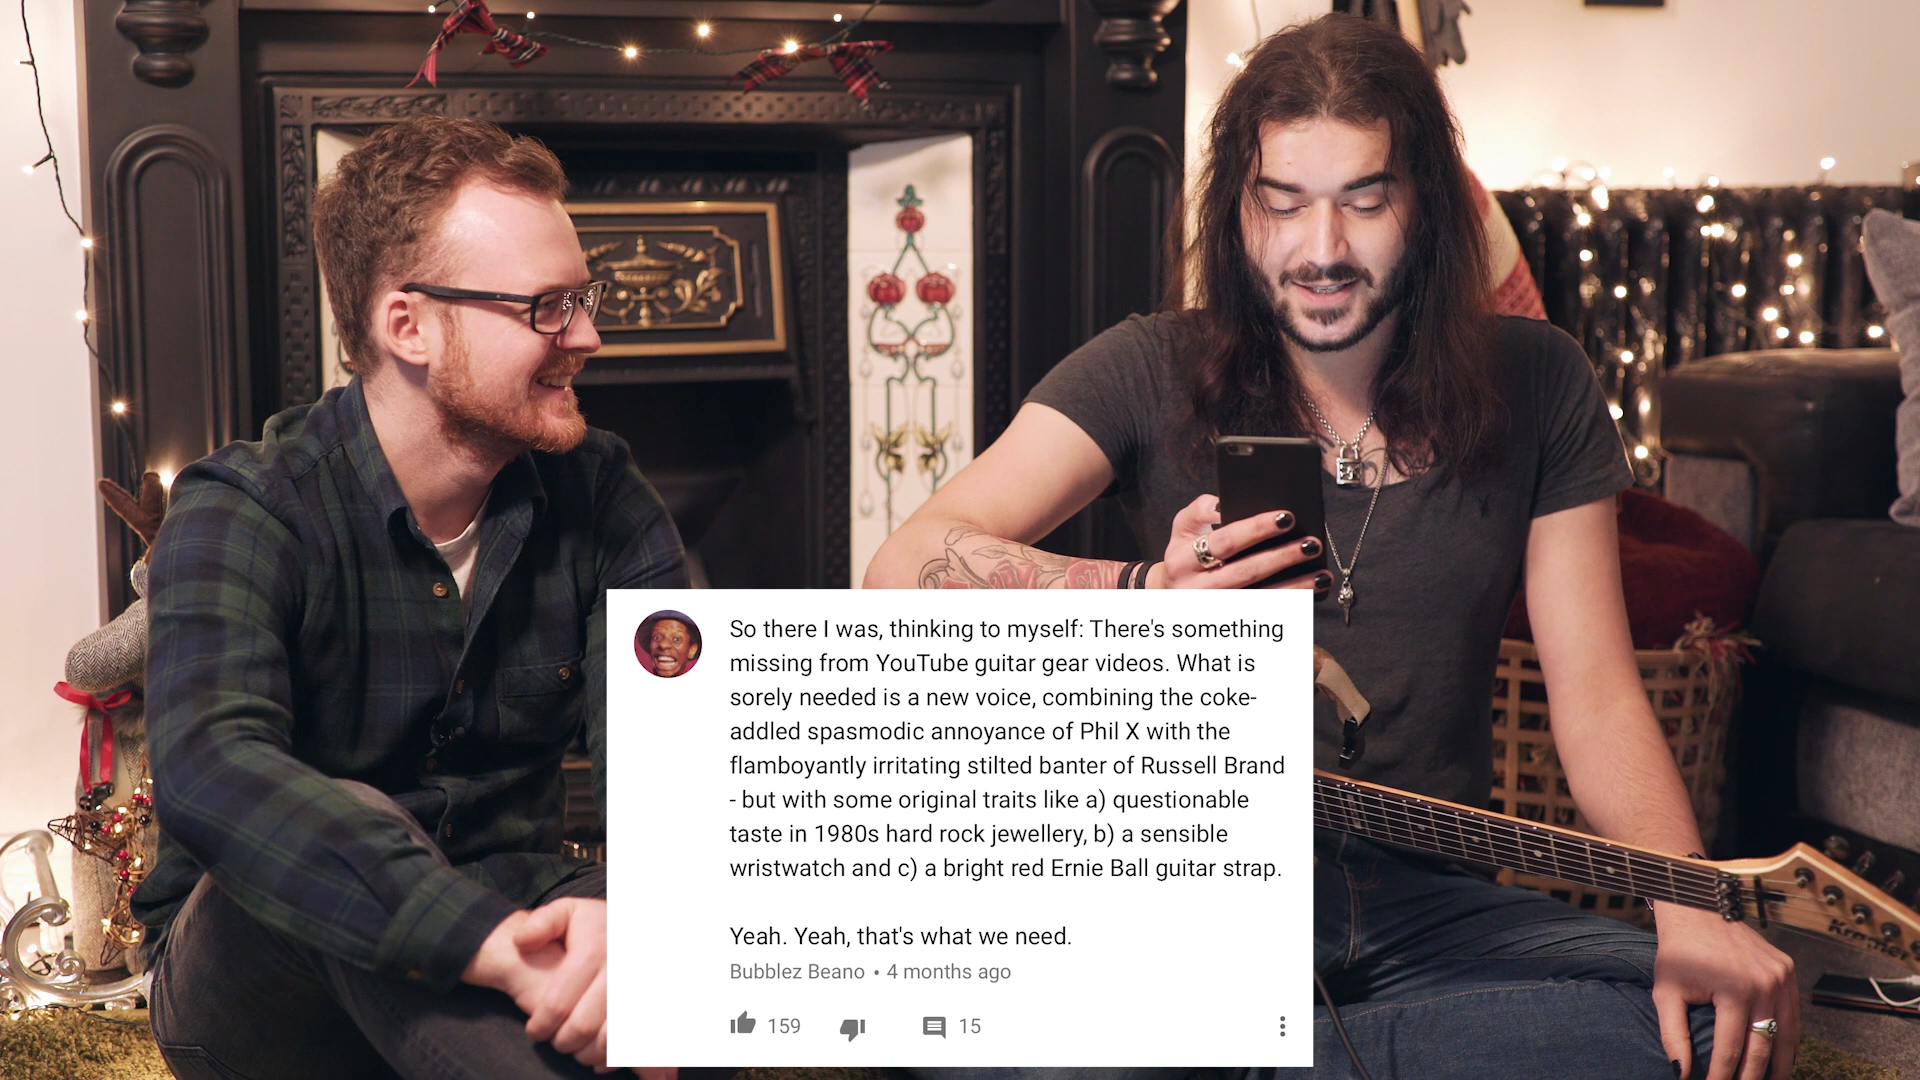 So there I was, thinking to myself: There's something
missing from YouTube guitar gear videos. What is
sorely needed is a new voice, combining the coke-
addled spasmodic annoyance of Phil X with the
flamboyantly irritating stilted banter of Russell Brand
- but with some original traits like a) questionable
taste in 1980s hard rock jewellery, b) a sensible
wristwatch and c) a bright red Ernie Ball guitar strap.
Yeah. Yeah, that's what we need.
Bubblez Beano • 4 months ago
159
15
Kramer